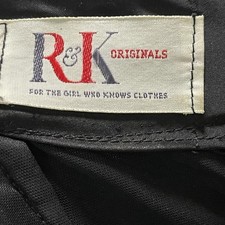 R&K ORIGINALS
FOR THE GIRL WHO KNOWS CLOTHES